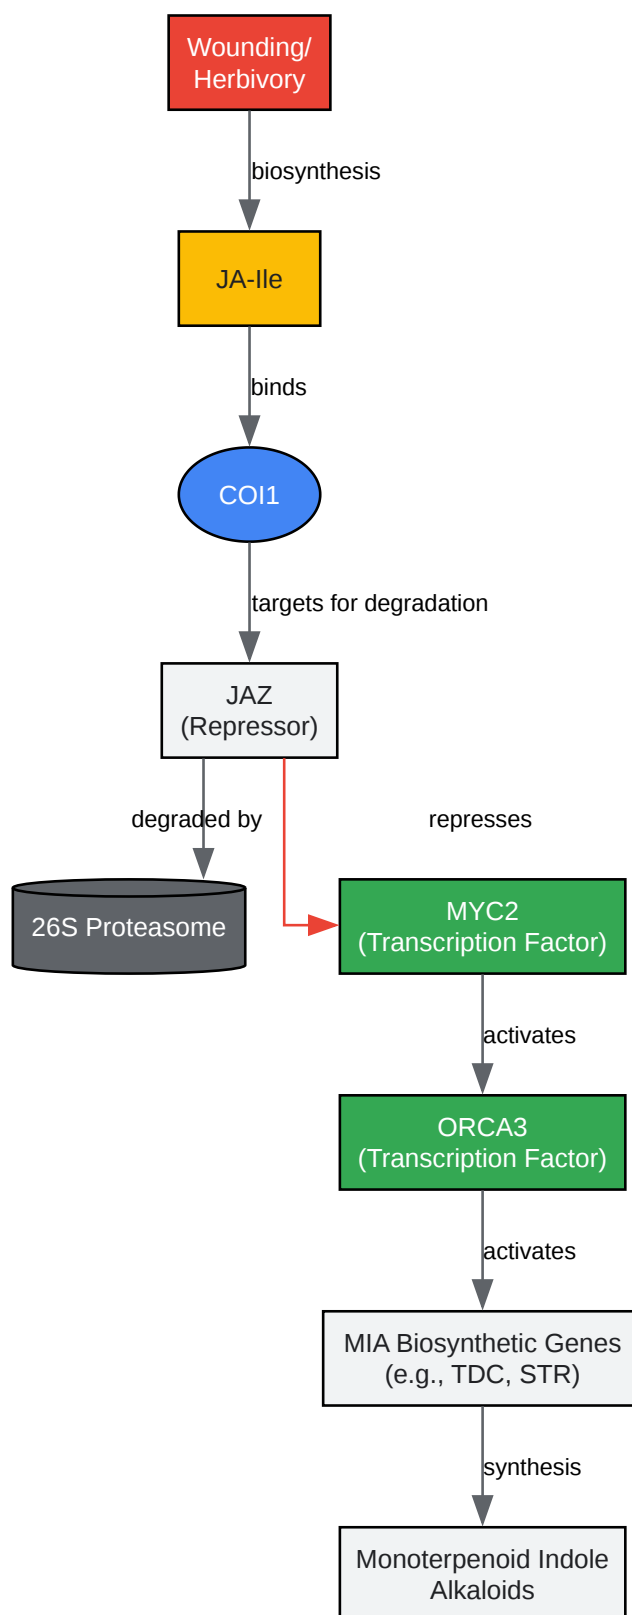 Wounding/
Herbivory
biosynthesis
JA-Ile
binds
COI1
targets for degradation
JAZ
(Repressor)
degraded by
represses
26S Proteasome
MYC2
(Transcription Factor)
activates
ORCA3
(Transcription Factor)
activates
MIA Biosynthetic Genes
(e.g., TDC, STR)
synthesis
Monoterpenoid Indole
Alkaloids